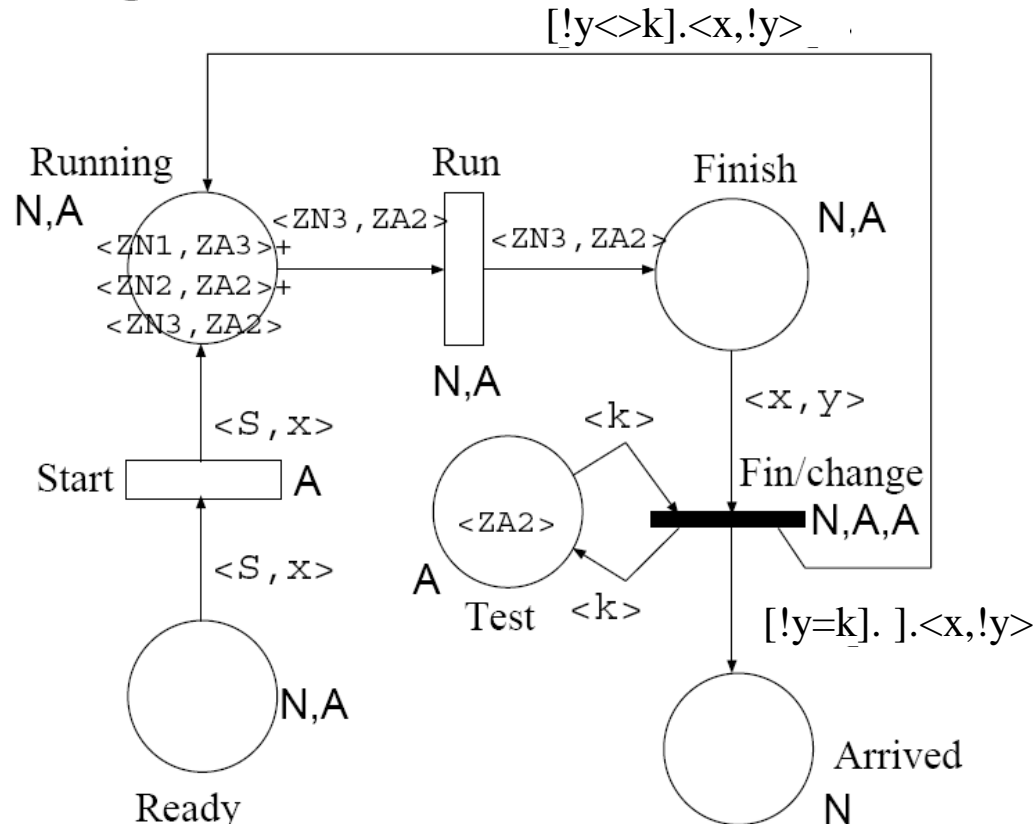 [!y<>k].<x,!y>
Running
Run
Finish
N,A
<ZN3,ZA2>
<ZN3,ZA2>
N,A
<ZN1,ZA3>+
<ZN2,ZA2>+
<ZN3,ZA2>
N,A
<k>
<x,y>
<S,x>
Start
A
Fin/change
<ZA2>
N,A,A
<S,x>
A
Test
<k>
[!y=k]. ].<x,!y>
N,A
Arrived
Ready
N